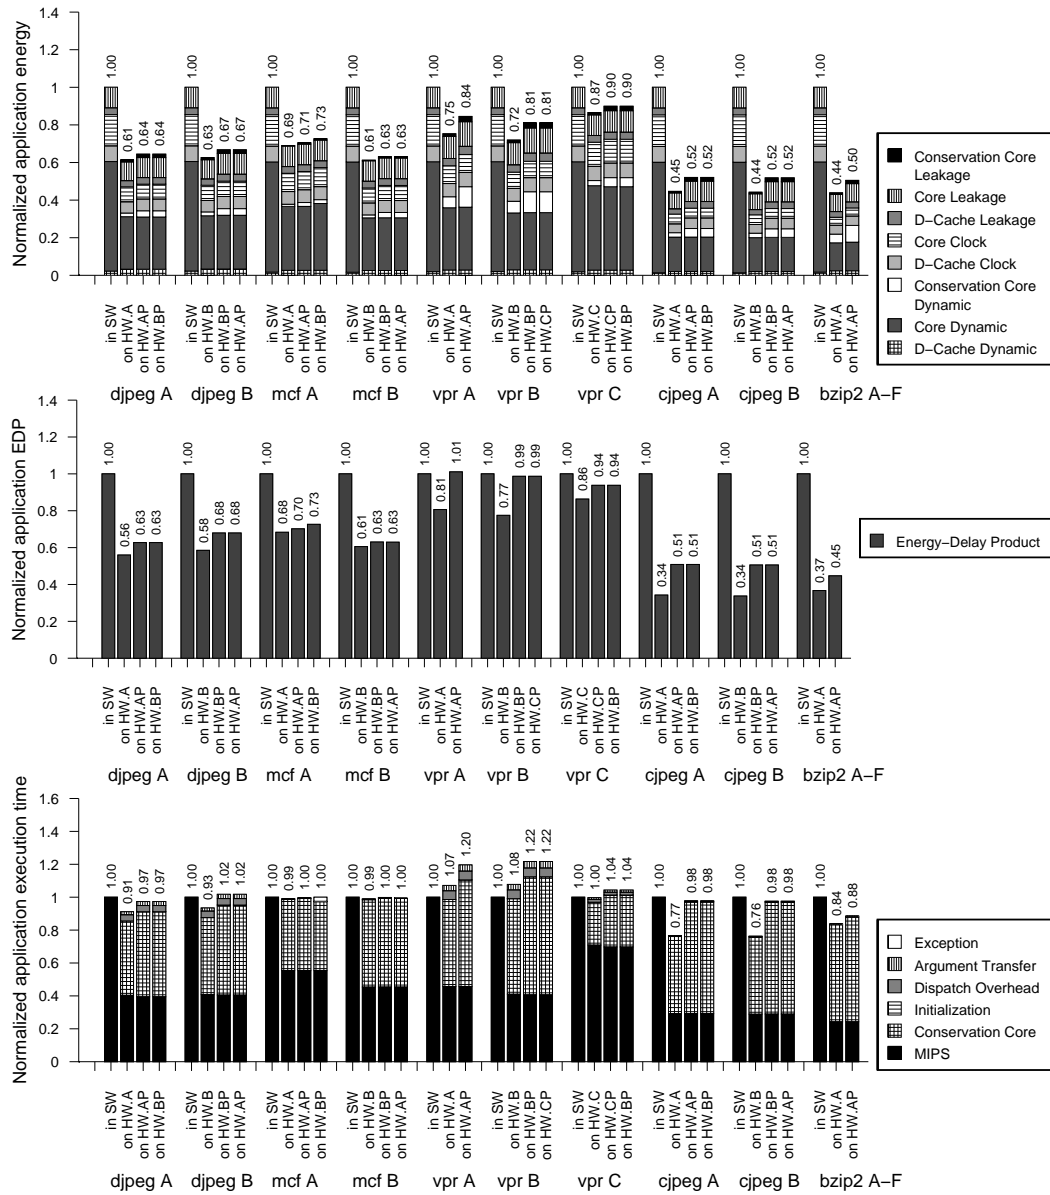 Normalized application energy
1.4
1.2
1
0.8
0.6
0.4
0.2
0
1.00 0.61 0.64 0.64
1.00 0.63 0.67 0.67
1.00 0.69 0.71 0.73
1.00 0.61 0.63 0.63
1.00 0.75 0.84
1.00 0.72 0.81 0.81
1.00 0.87 0.90 0.90
1.00 0.45 0.52 0.52
1.00 0.44 0.52 0.52
1.00 0.44 0.50
in SW on HW.A on HW.AP on HW.BP
in SW on HW.B on HW.BP on HW.AP
in SW on HW.A on HW.AP on HW.BP
in SW on HW.B on HW.BP on HW.AP
in SW on HW.A on HW.AP
in SW on HW.B on HW.BP on HW.CP
in SW on HW.C on HW.CP on HW.BP
in SW on HW.A on HW.AP on HW.BP
in SW on HW.B on HW.BP on HW.AP
in SW on HW.A on HW.AP
djpeg A djpeg B mcf A mcf B vpr A vpr B vpr C cjpeg A cjpeg B bzip2 A−F
Conservation Core
Leakage
Core Leakage
D−Cache Leakage
Core Clock
D−Cache Clock
Conservation Core
Dynamic
Core Dynamic
D−Cache Dynamic
Normalized application EDP
1.4
1.2
1
0.8
0.6
0.4
0.2
0
1.00 0.56 0.63 0.63
1.00 0.58 0.68 0.68
1.00 0.68 0.70 0.73
1.00 0.61 0.63 0.63
1.00 0.81 1.01
1.00 0.77 0.99 0.99
1.00 0.86 0.94 0.94
1.00 0.34 0.51 0.51
1.00 0.34 0.51 0.51
1.00 0.37 0.45
in SW on HW.A on HW.AP on HW.BP
in SW on HW.B on HW.BP on HW.AP
in SW on HW.A on HW.AP on HW.BP
in SW on HW.B on HW.BP on HW.AP
in SW on HW.A on HW.AP
in SW on HW.B on HW.BP on HW.CP
in SW on HW.C on HW.CP on HW.BP
in SW on HW.A on HW.AP on HW.BP
in SW on HW.B on HW.BP on HW.AP
in SW on HW.A on HW.AP
djpeg A djpeg B mcf A mcf B vpr A vpr B vpr C cjpeg A cjpeg B bzip2 A−F
Energy−Delay Product
Normalized application execution time
1.6
1.4
1.2
1
0.8
0.6
0.4
0.2
0
1.00 0.91 0.97 0.97
1.00 0.93 1.02 1.02
1.00 0.99 1.00 1.00
1.00 0.99 1.00 1.00
1.00 1.07 1.20
1.00 1.08 1.22 1.22
1.00 1.00 1.04 1.04
1.00 0.77 0.98 0.98
1.00 0.76 0.98 0.98
1.00 0.84 0.88
in SW on HW.A on HW.AP on HW.BP
in SW on HW.B on HW.BP on HW.AP
in SW on HW.A on HW.AP on HW.BP
in SW on HW.B on HW.BP on HW.AP
in SW on HW.A on HW.AP
in SW on HW.B on HW.BP on HW.CP
in SW on HW.C on HW.CP on HW.BP
in SW on HW.A on HW.AP on HW.BP
in SW on HW.B on HW.BP on HW.AP
in SW on HW.A on HW.AP
djpeg A djpeg B mcf A mcf B vpr A vpr B vpr C cjpeg A cjpeg B bzip2 A−F
Exception
Argument Transfer
Dispatch Overhead
Initialization
Conservation Core
MIPS